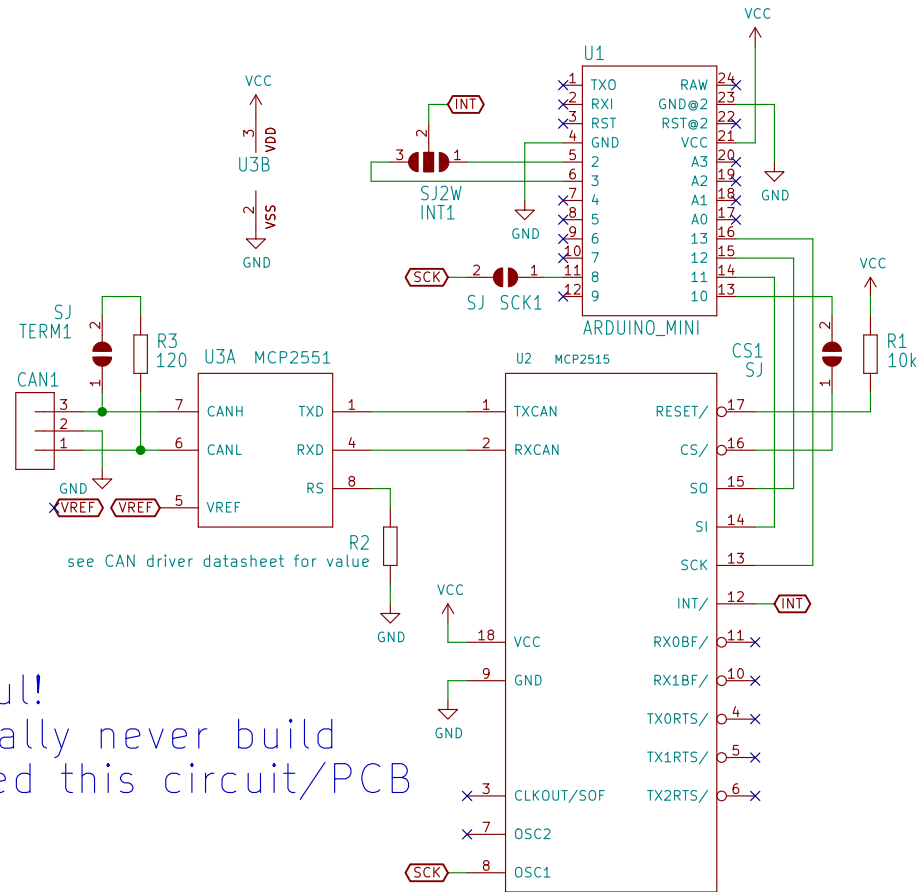 VCC
U1
VCC
3
VDD
U3B
2
VSS
GND
INT
2
3
1
SJ2W
INT1
GND
SCK
2
1
SJ SCK1
1 TXO
2 RXI
3 RST
4 GND
5 2
6 3
7 4
8 5
9 6
10 7
11 8
12 9
RAW 24
GND@2 23
RST@2 22
VCC 21
A3 20
A2 19
A1 18
A0 17
13 16
12 15
11 14
10 13
ARDUINO_MINI
GND
VCC
R1
10k
2
1
CS1
SJ
SJ
TERM1
2
1
R3
120
CAN1
3
2
1
GND
VREF
VREF
U3A MCP2551
7 CANH
6 CANL
5 VREF
TXD 1
RXD 4
RS 8
R2
see CAN driver datasheet for value
GND
U2 MCP2515
1 TXCAN
2 RXCAN
VCC
18 VCC
9 GND
GND
3 CLKOUT/SOF
7 OSC2
SCK
8 OSC1
RESET/ 17
CS/ 16
SO 15
SI 14
SCK 13
INT/ 12
INT
RX0BF/ 11
RX1BF/ 10
TX0RTS/ 4
TX1RTS/ 5
TX2RTS/ 6
ul!
ally never build
ed this circuit/PCB